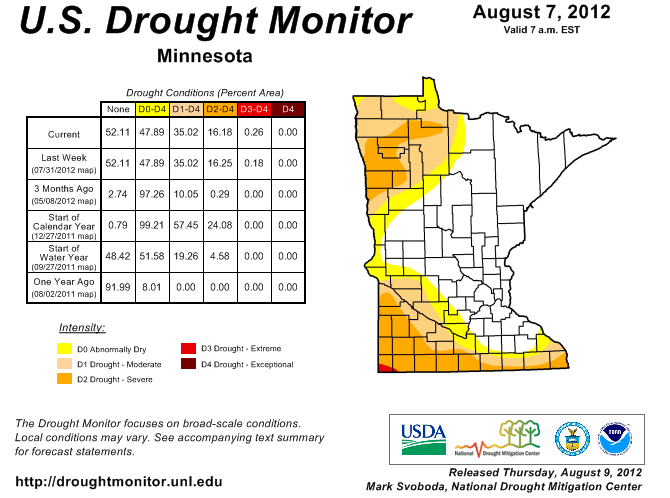 U.S. Drought Monitor
August 7, 2012
Valid 7 a.m. EST
Minnesota
Drought Conditions (Percent Area)
None D0-D4 D1-D4 D2-D4 D3-D4 D4
Current 52.11 47.89 35.02 16.18 0.26 0.00
Last Week
(07/31/2012 map) 52.11 47.89 35.02 16.25 0.18 0.00
3 Months Ago
(05/08/2012 map) 2.74 97.26 10.05 0.29 0.00 0.00
Start of
Calendar Year
(12/27/2011 map) 0.79 99.21 57.45 24.08 0.00 0.00
Start of
Water Year
(09/27/2011 map) 48.42 51.58 19.26 4.58 0.00 0.00
One Year Ago
(08/02/2011 map) 91.99 8.01 0.00 0.00 0.00 0.00
Intensity:
D0 Abnormally Dry
D1 Drought - Moderate
D2 Drought - Severe
D3 Drought - Extreme
D4 Drought - Exceptional
The Drought Monitor focuses on broad-scale conditions.
Local conditions may vary. See accompanying text summary
for forecast statements.
http://droughtmonitor.unl.edu
USDA
National Drought Mitigation Center
NOAA
Released Thursday, August 9, 2012
Mark Svoboda, National Drought Mitigation Center